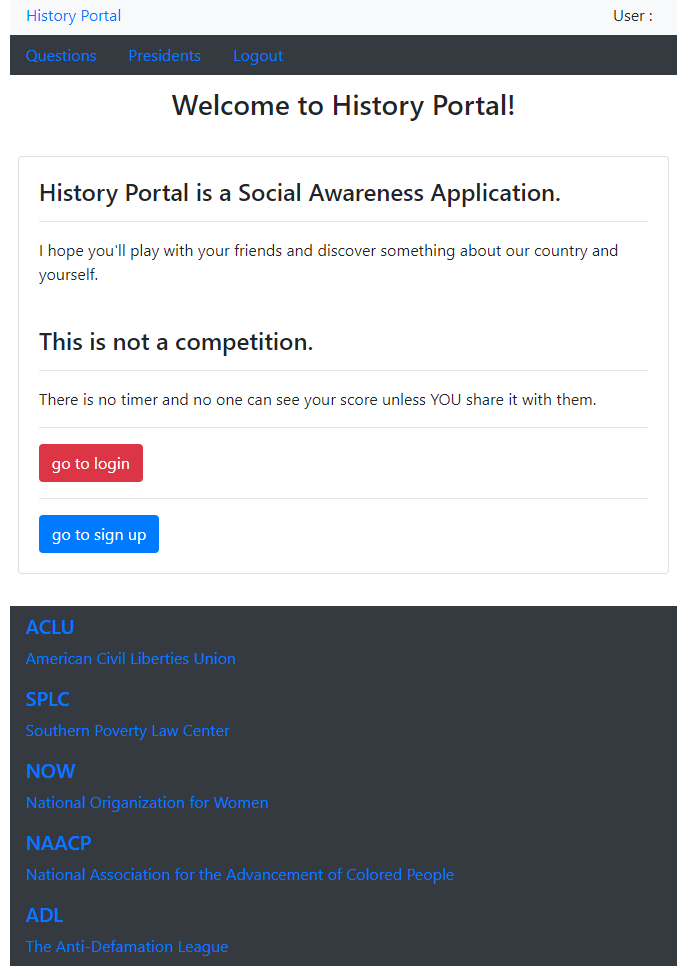 History Portal
User :
Questions Presidents Logout
Welcome to History Portal!
History Portal is a Social Awareness Application.
I hope you'll play with your friends and discover something about our country and
yourself.
This is not a competition.
There is no timer and no one can see your score unless YOU share it with them.
go to login
go to sign up
ACLU
American Civil Liberties Union
SPLC
Southern Poverty Law Center
NOW
National Origanization for Women
NAACP
National Association for the Advancement of Colored People
ADL
The Anti-Defamation League